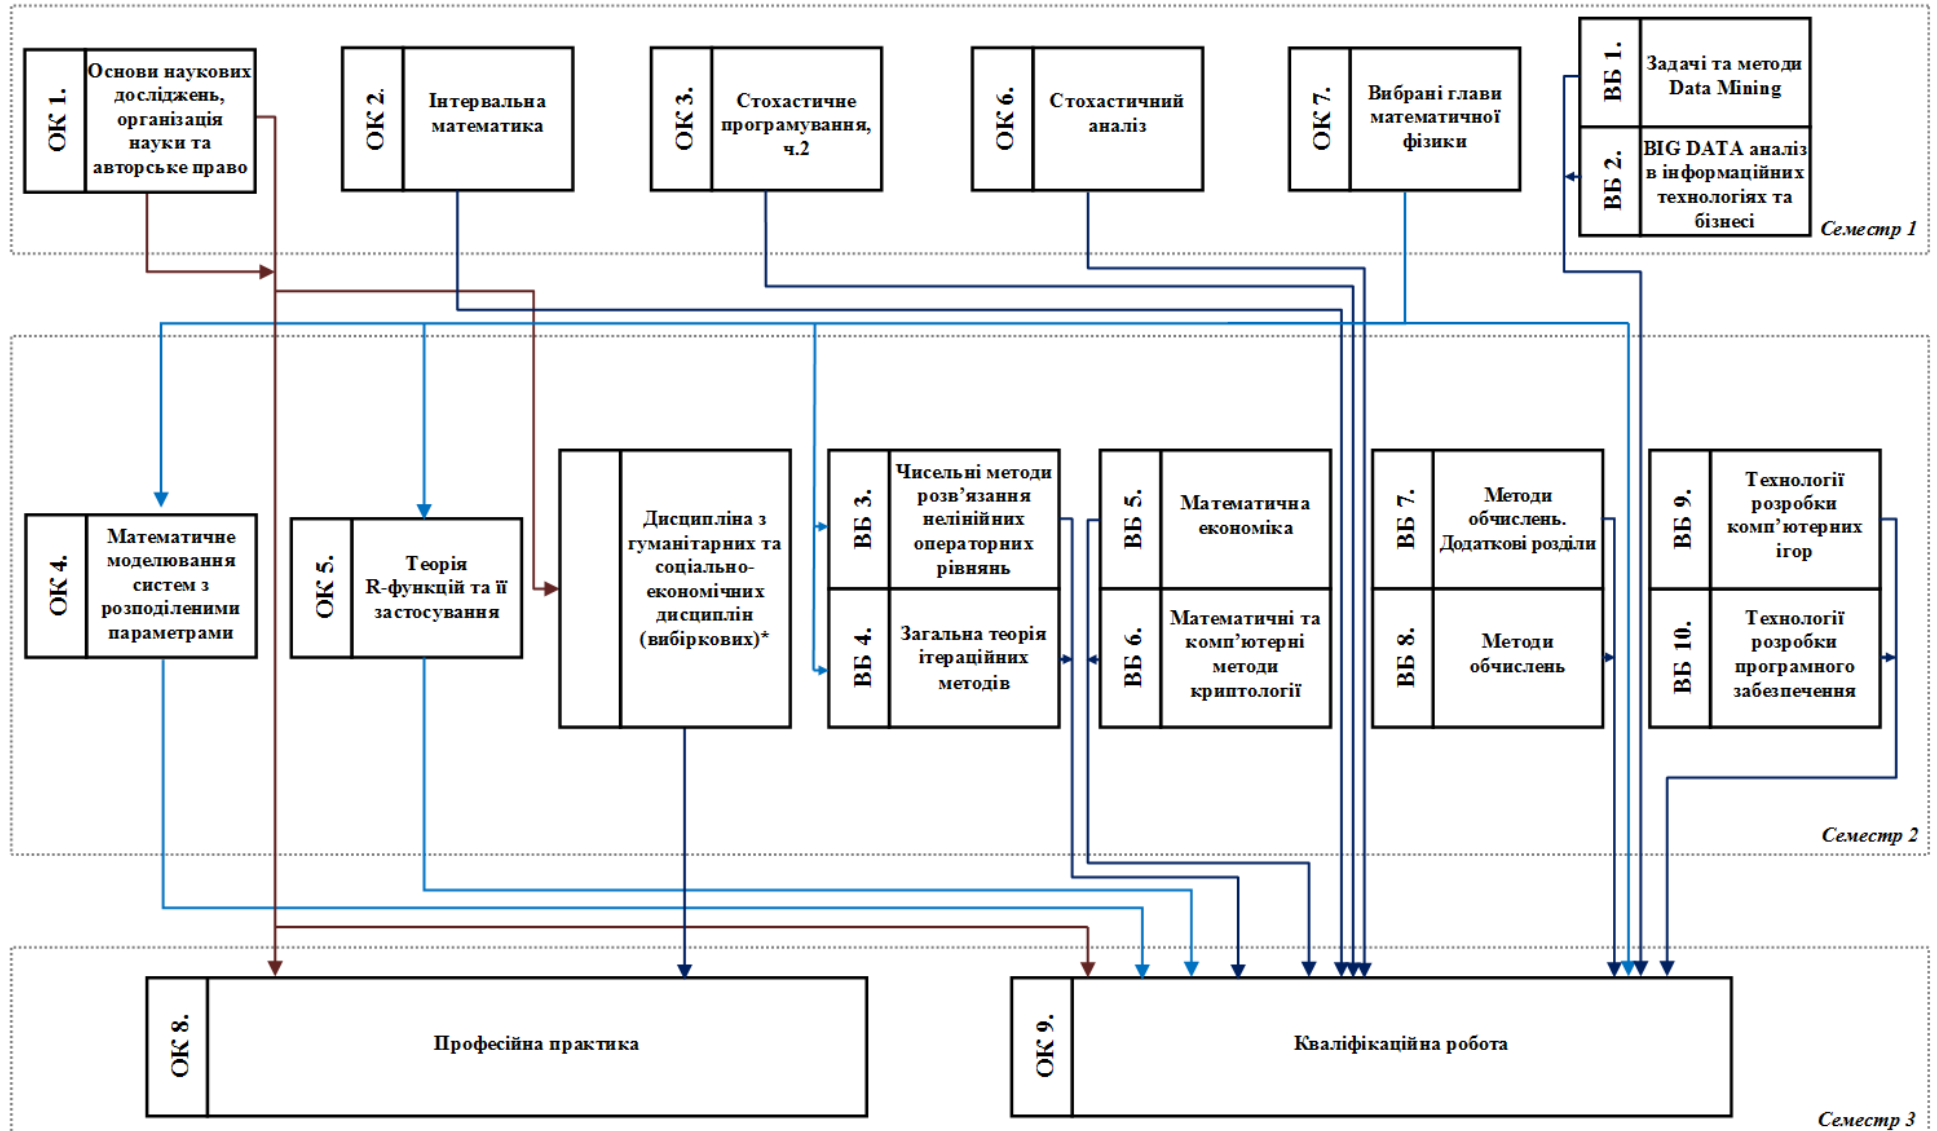 ОК 1.
Основи наукових
досліджень,
організація
науки та
авторське право
ОК 2.
Інтервальна
математика
ОК 3.
Стохастичне
програмування,
ч.2
ОК 6.
Стохастичний
аналіз
ОК 7.
Вибрані глави
математичної
фізики
ВБ 1.
Задачі та методи
Data Mining
ВБ 2.
BIG DATA аналіз
в інформаційних
технологіях та
бізнесі
Семестр 1
ОК 4.
Математичне
моделювання
систем з
розподіленими
параметрами
ОК 5.
Теорія
R-функцій та її
застосування
Дисципліна з
гуманітарних та
соціально-
економічних
дисциплін
(вибіркових)*
ВБ 3.
Чисельні методи
розв’язання
нелінійних
операторних
рівнянь
ВБ 4.
Загальна теорія
ітераційних
методів
ВБ 5.
Математична
економіка
ВБ 6.
Математичні та
комп’ютерні
методи
криптології
ВБ 7.
Методи
обчислень.
Додаткові розділи
ВБ 8.
Методи
обчислень
ВБ 9.
Технології
розробки
комп’ютерних
ігор
ВБ 10.
Технології
розробки
програмного
забезпечення
Семестр 2
ОК 8.
Професійна практика
ОК 9.
Кваліфікаційна робота
Семестр 3